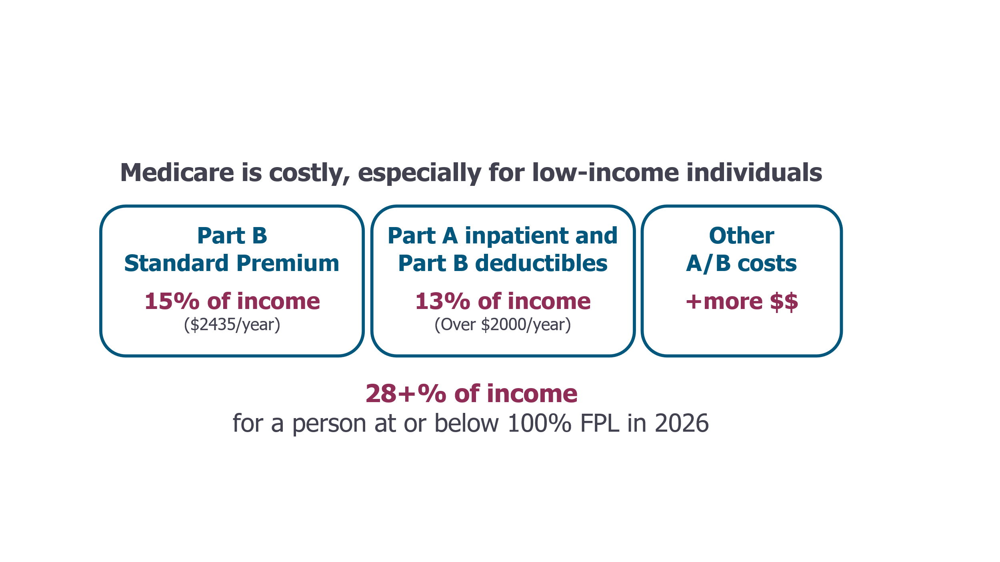 Medicare is costly, especially for low-income individuals
Part B
Standard Premium
15% of income
($2435/year)
Part A inpatient and
Part B deductibles
13% of income
(Over $2000/year)
Other
A/B costs
+more $$
28+% of income
for a person at or below 100% FPL in 2026